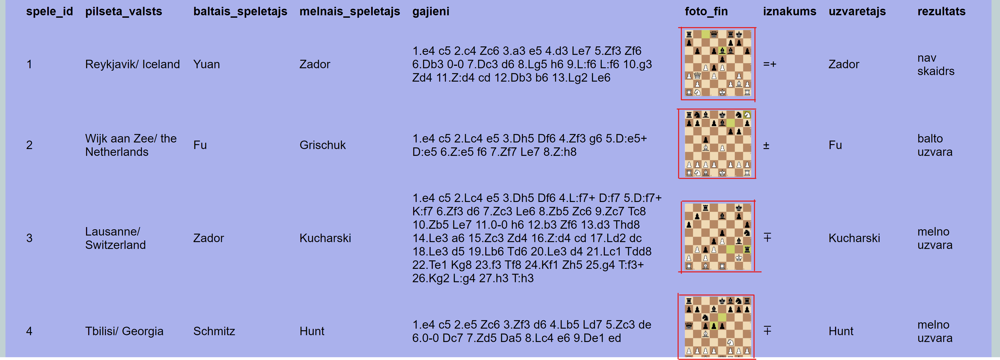 spele_id pilseta_valsts baltais_speletajs melnais_speletajs gajieni foto_fin iznakums uzvaretajs rezultats
1 Reykjavik/ Iceland Yuan Zador
1.e4 c5 2.c4 Zc6 3.a3 e5 4.d3 Le7 5.Zf3 Zf6
6.Db3 0-0 7.Dc3 d6 8.Lg5 h6 9.L:f6 L:f6 10.g3
Zd4 11.Z:d4 cd 12.Db3 b6 13.Lg2 Le6
=+ Zador
nav
skaidrs
2
Wijk aan Zee/ the
Netherlands
Fu Grischuk
1.e4 c5 2.Lc4 e5 3.Dh5 Df6 4.Zf3 g6 5.D:e5+
D:e5 6.Z:e5 f6 7.Zf7 Le7 8.Z:h8
± Fu
balto
uzvara
3
Lausanne/
Switzerland
Zador Kucharski
1.e4 c5 2.Lc4 e5 3.Dh5 Df6 4.L:f7+ D:f7 5.D:f7+
K:f7 6.Zf3 d6 7.Zc3 Le6 8.Zb5 Zc6 9.Zc7 Tc8
10.Zb5 Le7 11.0-0 h6 12.b3 Zf6 13.d3 Thd8
14.Le3 a6 15.Zc3 Zd4 16.Z:d4 cd 17.Ld2 dc
18.Le3 d5 19.Lb6 Td6 20.Le3 d4 21.Lc1 Tdd8
22.Te1 Kg8 23.f3 Tf8 24.Kf1 Zh5 25.g4 T:f3+
26.Kg2 L:g4 27.h3 T:h3
∓ Kucharski
melno
uzvara
4 Tbilisi/ Georgia Schmitz Hunt
1.e4 c5 2.e5 Zc6 3.Zf3 d6 4.Lb5 Ld7 5.Zc3 de
6.0-0 Dc7 7.Zd5 Da5 8.Lc4 e6 9.De1 ed
∓ Hunt
melno
uzvara